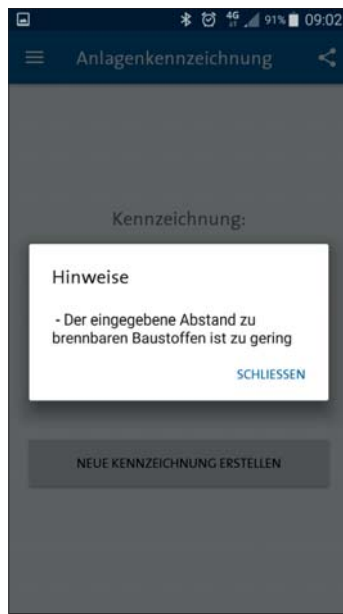 4G 91% 09:02
Anlagenkennzeichnung
Kennzeichnung:
Hinweise
- Der eingegebene Abstand zu
brennbaren Baustoffen ist zu gering
SCHLIESSEN
NEUE KENNZEICHNUNG ERSTELLEN